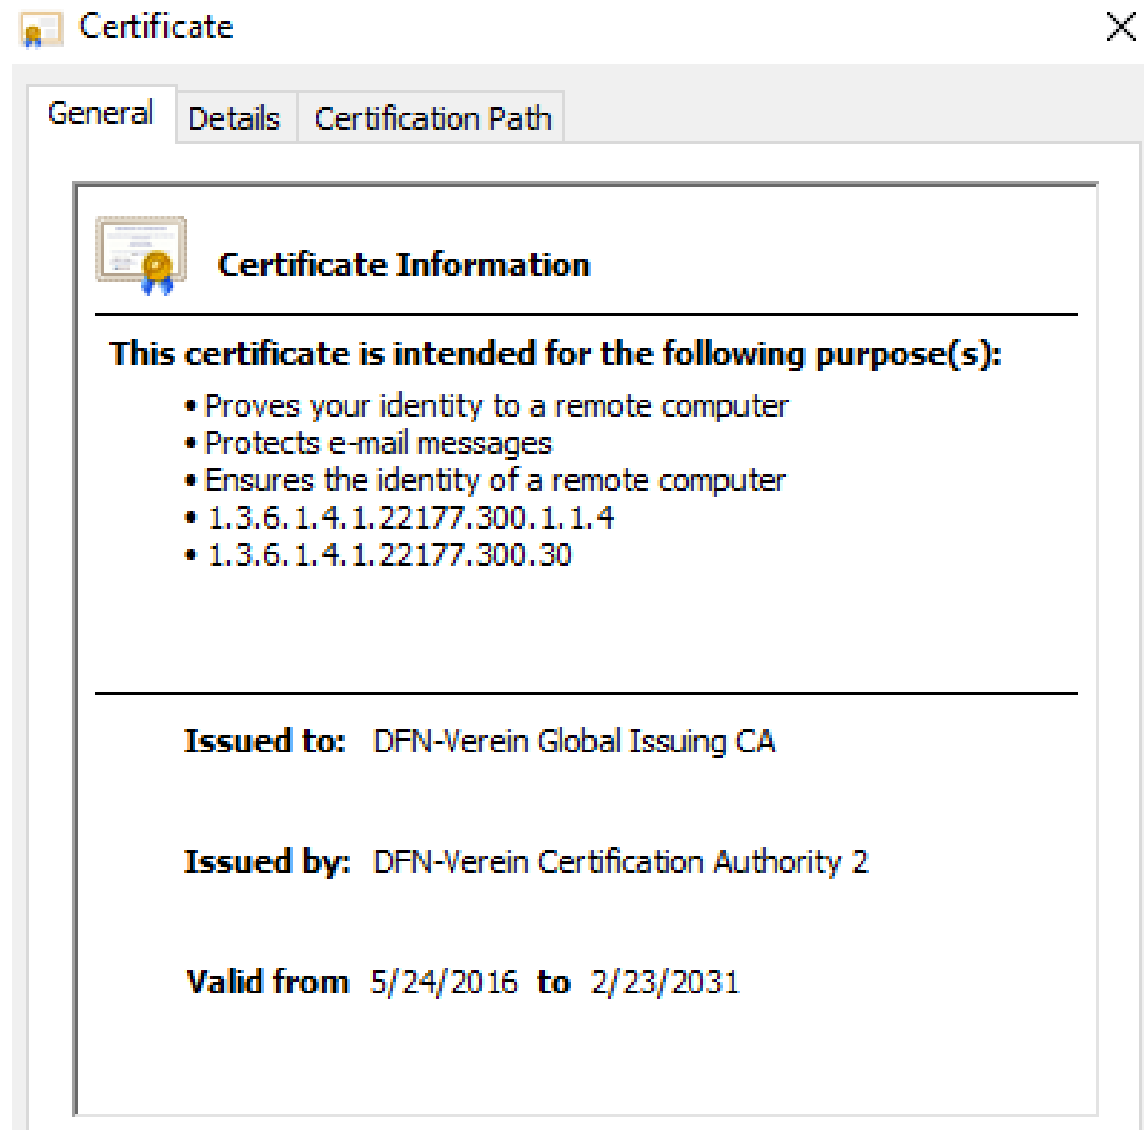 Certificate
General Details Certification Path
Certificate Information
This certificate is intended for the following purpose(s):
• Proves your identity to a remote computer
• Protects e-mail messages
• Ensures the identity of a remote computer
• 1.3.6.1.4.1.22177.300.1.1.4
• 1.3.6.1.4.1.22177.300.30
Issued to: DFN-Verein Global Issuing CA
Issued by: DFN-Verein Certification Authority 2
Valid from 5/24/2016 to 2/23/2031